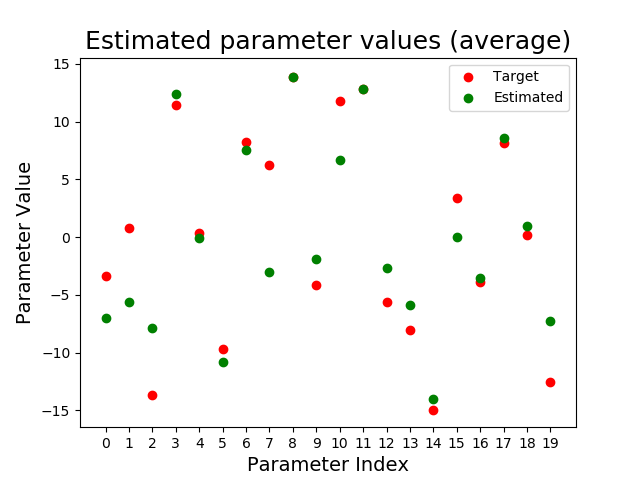 Estimated parameter values (average)
Target
Estimated
15
10
5
0
−5
−10
−15
Parameter Value
0 1 2 3 4 5 6 7 8 9 10 11 12 13 14 15 16 17 18 19
Parameter Index